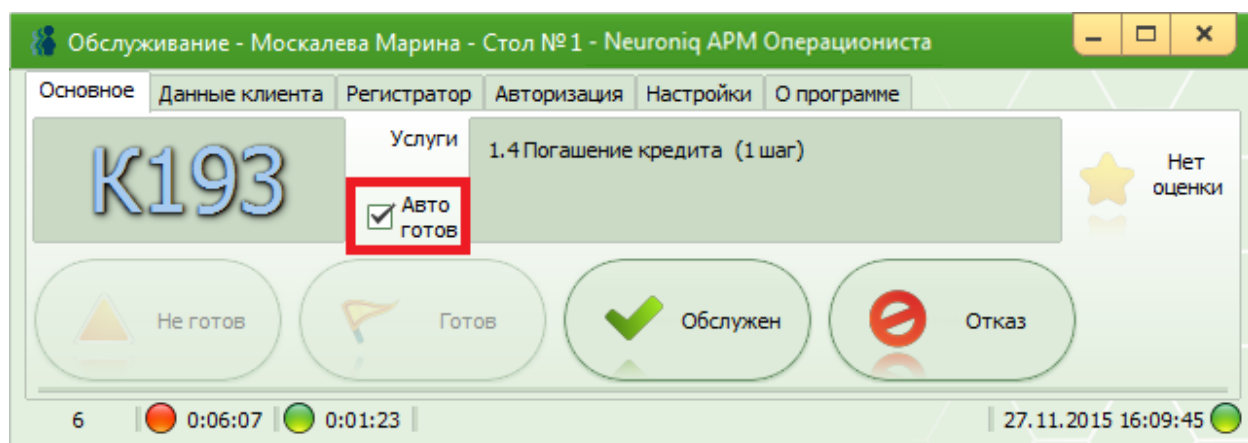 Обслуживание - Москалева Марина - Стол №1 - Neuroniq АРМ Операциониста
Основное Данные клиента Регистратор Авторизация Настройки О программе
К193
Услуги
1.4 Погашение кредита (1 шаг)
Авто
готов
Нет
оценки
Не готов Готов Обслужен Отказ
6 0:06:07 0:01:23 27.11.2015 16:09:45